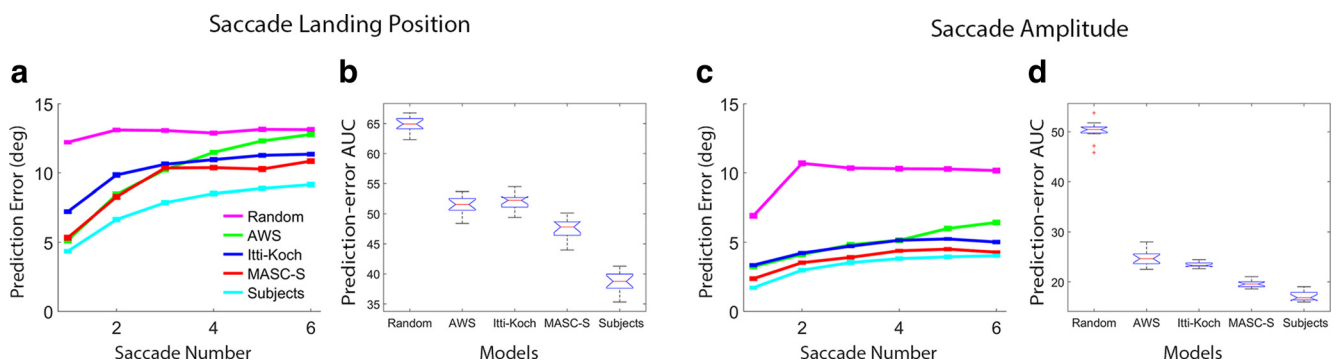 Saccade Landing Position
Saccade Amplitude
a
Prediction Error (deg)
15
10
5
0
2
4
6
Saccade Number
Random
AWS
Itti-Koch
MASC-S
Subjects
b
Prediction-error AUC
65
60
55
50
45
40
35
Random AWS Itti-Koch MASC-S Subjects
Models
c
Prediction Error (deg)
15
10
5
0
2
4
6
Saccade Number
d
Prediction-error AUC
50
40
30
20
Random AWS Itti-Koch MASC-S Subjects
Models